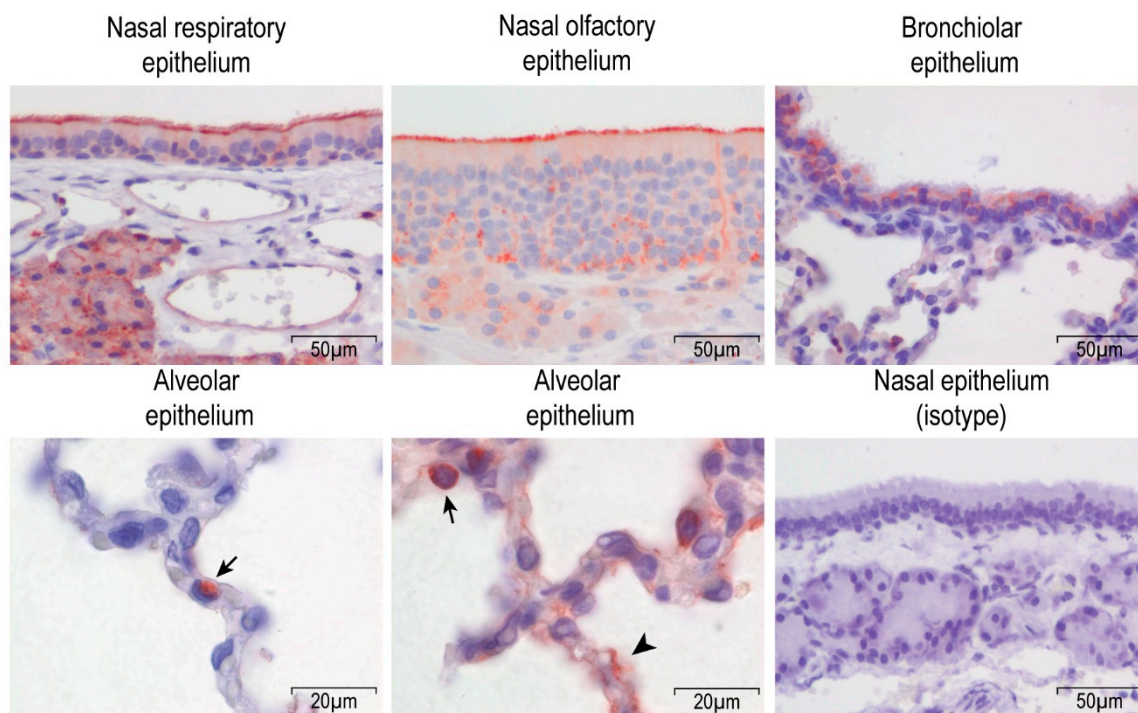 Nasal respiratory
epithelium
Nasal olfactory
epithelium
Bronchiolar
epithelium
50µm
50µm
50µm
Alveolar
epithelium
Alveolar
epithelium
Nasal epithelium
(isotype)
20µm
20µm
50µm